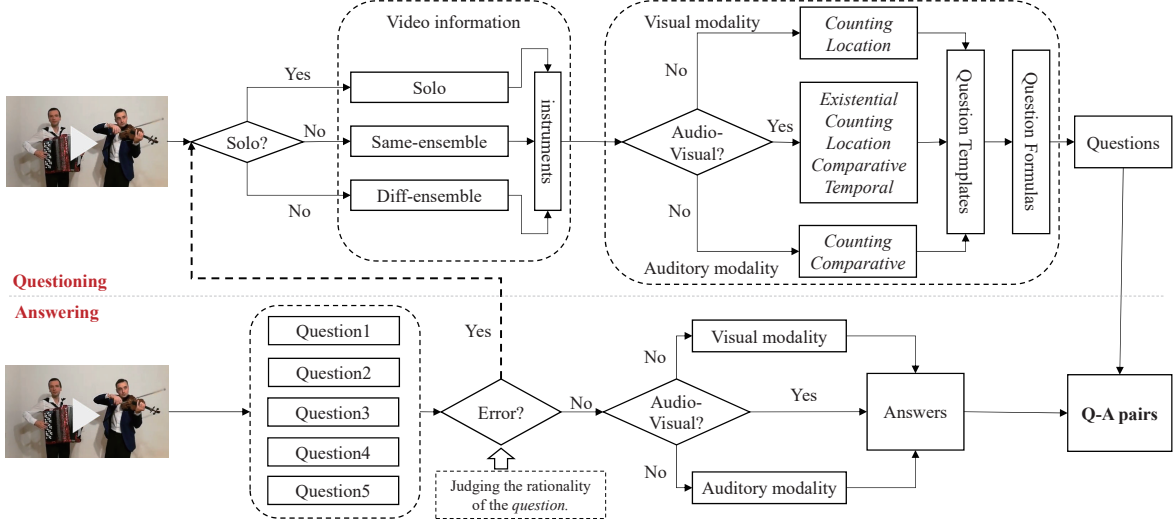 Video information
Solo?
Yes
No
No
Solo
Same-ensemble
Diff-ensemble
instruments
Visual modality
No
Audio-
Visual?
Yes
No
Auditory modality
Counting
Location
Existential
Counting
Location
Comparative
Temporal
Counting
Comparative
Question Templates
Question Formulas
Questions
Questioning
Answering
Question1
Question2
Question3
Question4
Question5
Yes
Error?
No
Judging the rationality
of the question.
Audio-
Visual?
No
Yes
No
Visual modality
Auditory modality
Answers
Q-A pairs